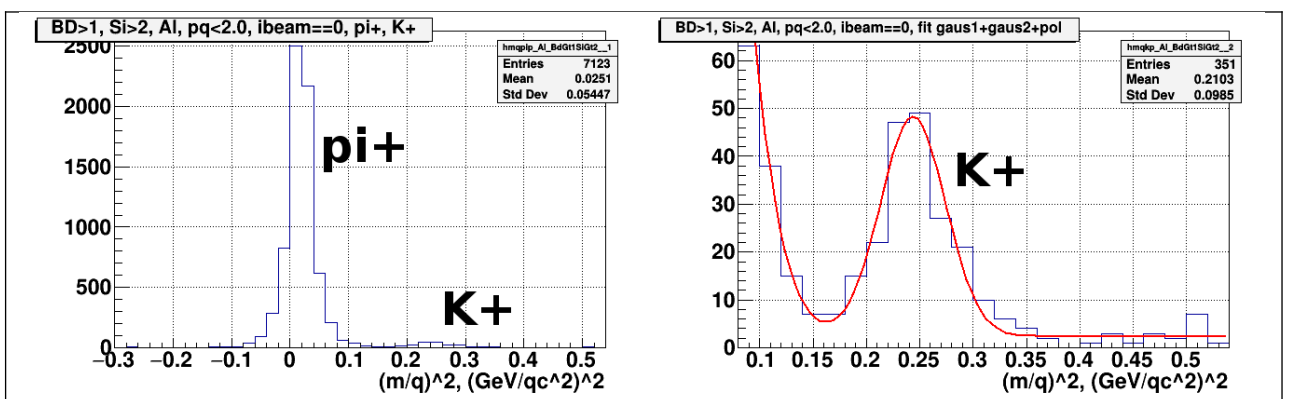 BD>1, Si>2, Al, pq<2.0, ibeam==0, pi+, K+
hmqpip_Al_BdGt1SiGt2__1
Entries 7123
Mean 0.0251
Std Dev 0.05447
2500
2000
1500
1000
500
0
pi+
K+
−0.3 −0.2 −0.1 0 0.1 0.2 0.3 0.4 0.5
(m/q)^2, (GeV/qc^2)^2
BD>1, Si>2, Al, pq<2.0, ibeam==0, fit gaus1+gaus2+pol
hmqpip_Al_BdGt1SiGt2__2
Entries 351
Mean 0.2103
Std Dev 0.0985
60
50
40
30
20
10
0
K+
0.1 0.15 0.2 0.25 0.3 0.35 0.4 0.45 0.5
(m/q)^2, (GeV/qc^2)^2